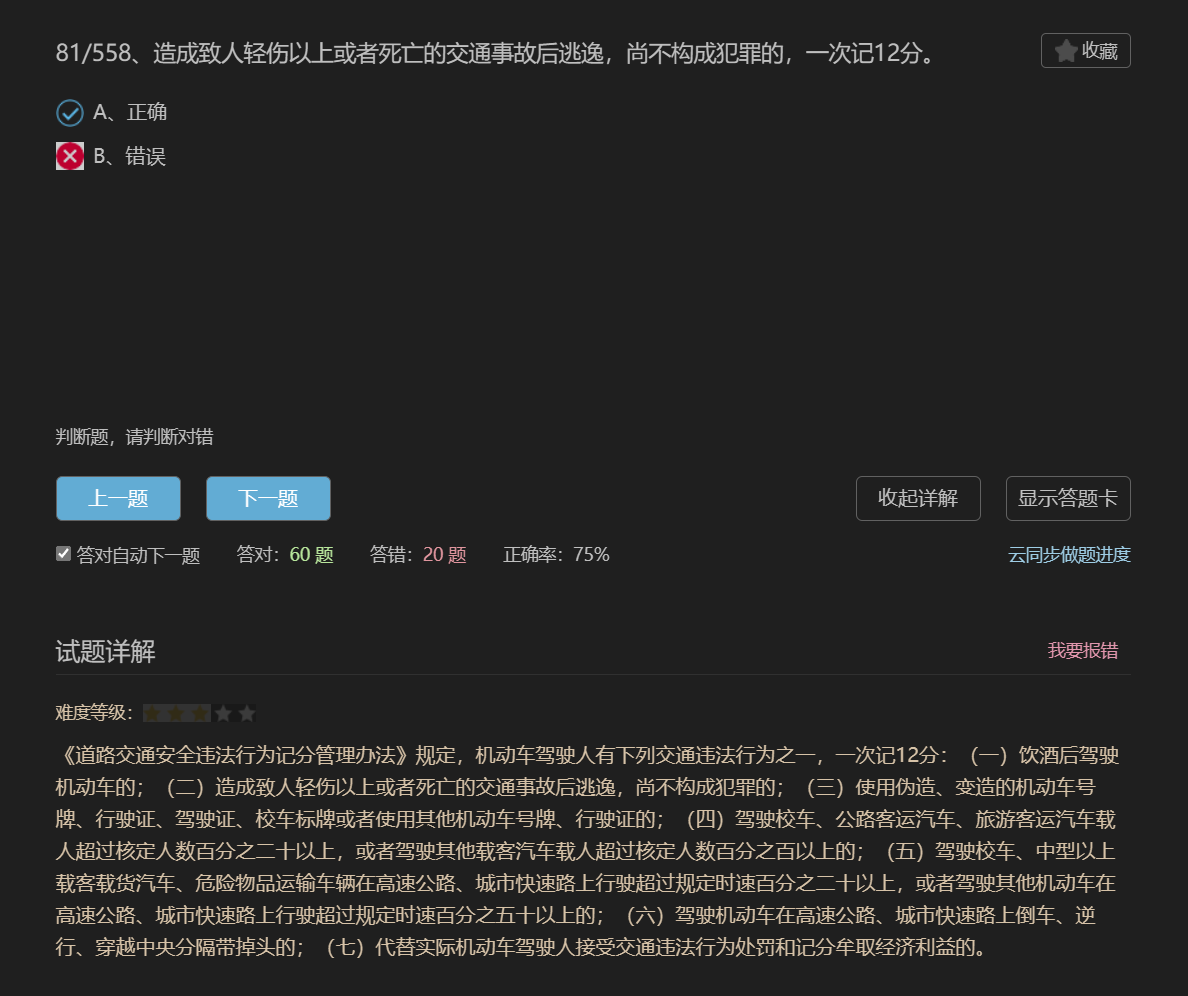 81/558、造成致人轻伤以上或者死亡的交通事故后逃逸，尚不构成犯罪的，一次记12分。
收藏
A、正确
B、错误
判断题，请判断对错
上一题
下一题
收起详解
显示答题卡
答对自动下一题 答对：60 题 答错：20 题 正确率：75%
云同步做题进度
试题详解
我要报错
难度等级：
《道路交通安全违法行为记分管理办法》规定，机动车驾驶人有下列交通违法行为之一，一次记12分：（一）饮酒后驾驶
机动车的；（二）造成致人轻伤以上或者死亡的交通事故后逃逸，尚不构成犯罪的；（三）使用伪造、变造的机动车号
牌、行驶证、驾驶证、校车标牌或者使用其他机动车号牌、行驶证的；（四）驾驶校车、公路客运汽车、旅游客运汽车载
人超过核定人数百分之二十以上，或者驾驶其他载客汽车载人超过核定人数百分之百以上的；（五）驾驶校车、中型以上
载客载货汽车、危险物品运输车辆在高速公路、城市快速路上行驶超过规定时速百分之二十以上，或者驾驶其他机动车在
高速公路、城市快速路上行驶超过规定时速百分之五十以上的；（六）驾驶机动车在高速公路、城市快速路上倒车、逆
行、穿越中央分隔带掉头的；（七）代替实际机动车驾驶人接受交通违法行为处罚和记分牟取经济利益的。